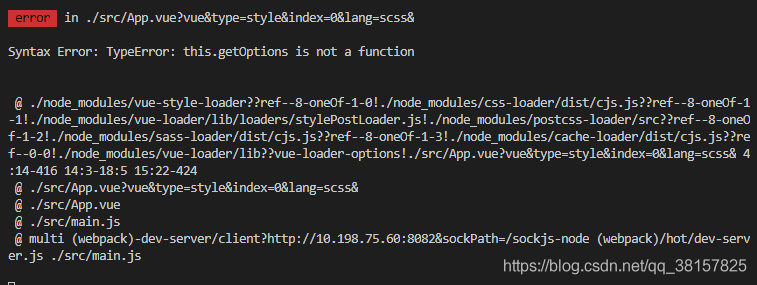 error in ./src/App.vue?vue&type=style&index=0&lang=scss&
Syntax Error: TypeError: this.getOptions is not a function
@ ./node_modules/vue-style-loader??ref--8-oneOf-1-0!./node_modules/css-loader/dist/cjs.js??ref--8-oneOf-1
-1!./node_modules/vue-loader/lib/loaders/stylePostLoader.js!./node_modules/postcss-loader/src??ref--8-oneO
f-1-2!./node_modules/sass-loader/dist/cjs.js??ref--8-oneOf-1-3!./node_modules/cache-loader/dist/cjs.js??re
f--0-0!./node_modules/vue-loader/lib??vue-loader-options!./src/App.vue?vue&type=style&index=0&lang=scss& 4
:14-416 14:3-18:5 15:22-424
@ ./src/App.vue?vue&type=style&index=0&lang=scss&
@ ./src/App.vue
@ ./src/main.js
@ multi (webpack)-dev-server/client?http://10.198.75.60:8082&sockPath=/sockjs-node (webpack)/hot/dev-serv
er.js ./src/main.js
https://blog.csdn.net/qq_38157825